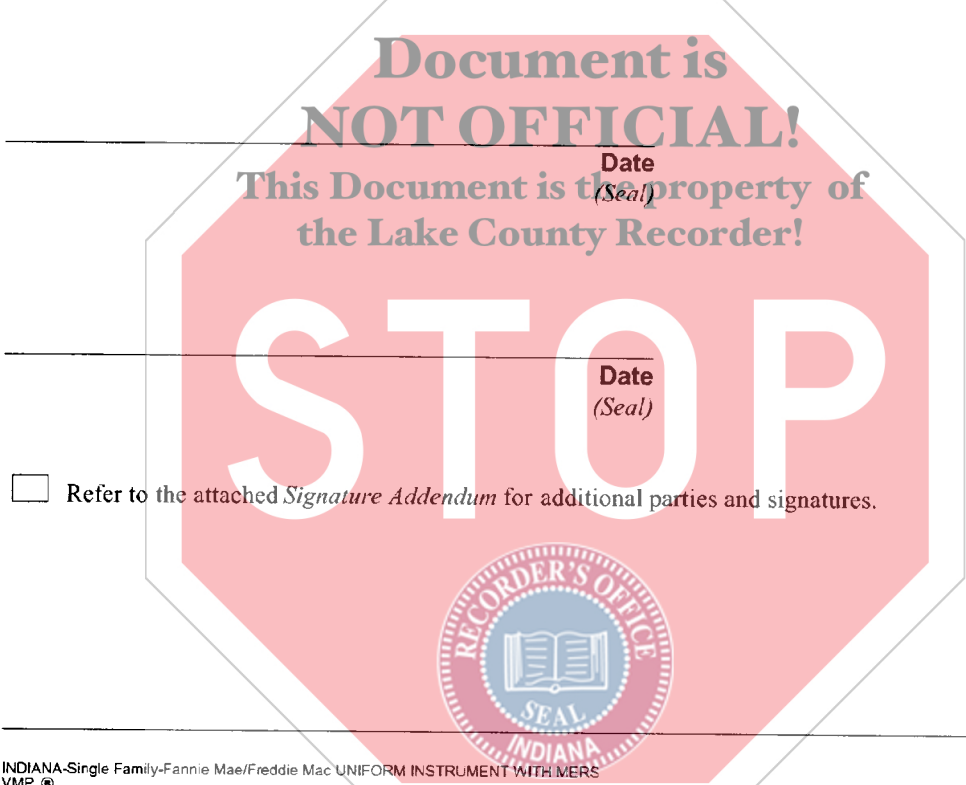 Document is
NOT OFFICIAL!
Date
This Document is the property of
(Seal)
the Lake County Recorder!
STOP
Date
(Seal)
Refer to the attached Signature Addendum for additional parties and signatures.
RECORDER'S OFFICE
SEAL
INDIANA
INDIANA-Single Family-Fannie Mae/Freddie Mac UNIFORM INSTRUMENT WITH MERS
VMP ®